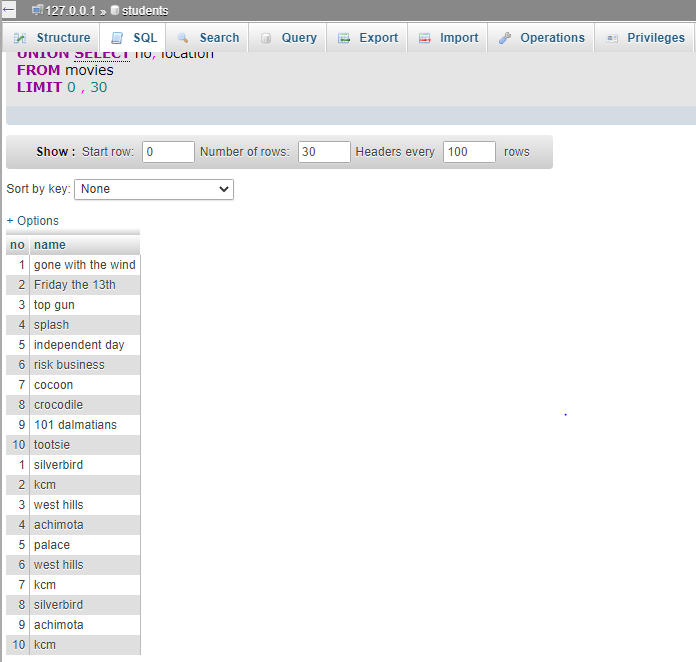 127.0.0.1 » students
Structure SQL Search Query Export Import Operations Privileges
UNION SELECT no, location
FROM movies
LIMIT 0 , 30
Show : Start row: 0 Number of rows: 30 Headers every 100 rows
Sort by key: None
+ Options
no name
1 gone with the wind
2 Friday the 13th
3 top gun
4 splash
5 independent day
6 risk business
7 cocoon
8 crocodile
9 101 dalmatians
10 tootsie
1 silverbird
2 kcm
3 west hills
4 achimota
5 palace
6 west hills
7 kcm
8 silverbird
9 achimota
10 kcm